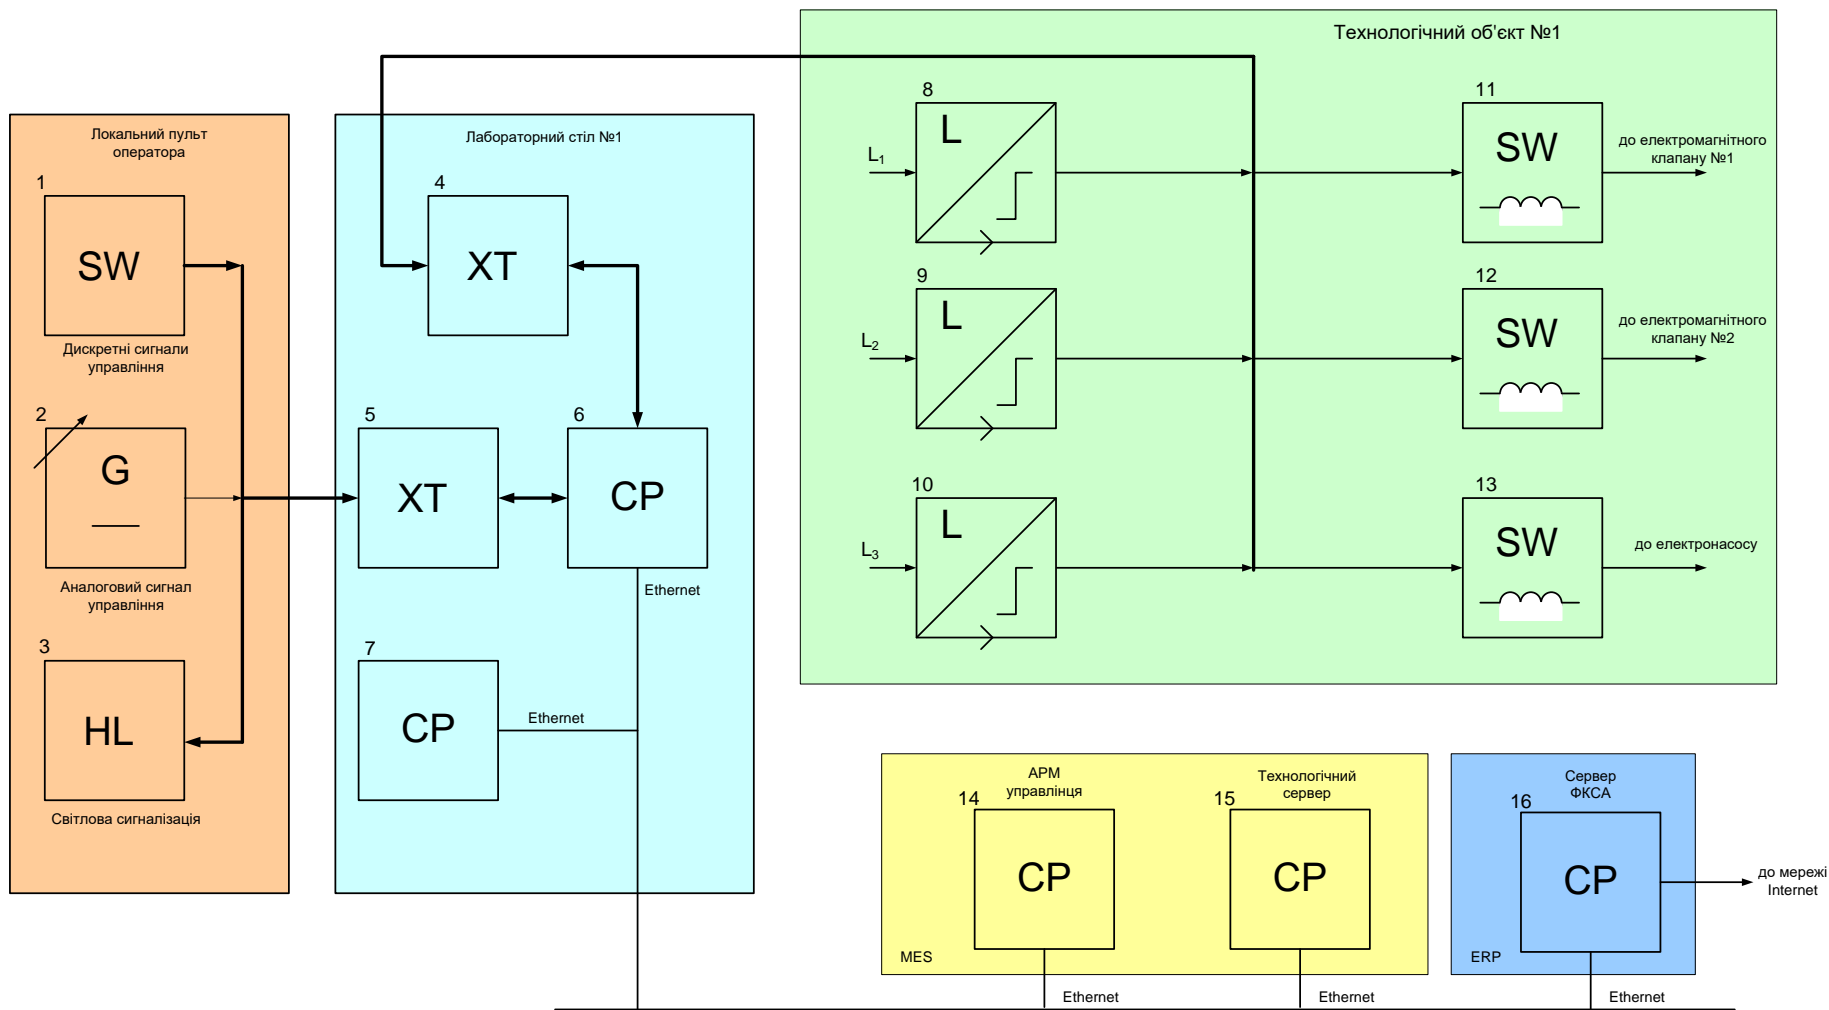 Технологічний об'єкт №1
8
L
L1
11
SW
до електромагнітного
клапану №1
9
L
L2
12
SW
до електромагнітного
клапану №2
10
L
L3
13
SW
до електронасосу
Локальний пульт
оператора
1
SW
Дискретні сигнали
управління
2
G
Аналоговий сигнал
управління
3
HL
Світлова сигналізація
Лабораторний стіл №1
4
XT
5
XT
6
CP
Ethernet
7
CP
Ethernet
АРМ
управлінця
14
CP
Технологічний
сервер
15
CP
MES
Ethernet
Ethernet
Сервер
ФКСА
16
CP
ERP
до мережі
Internet
Ethernet